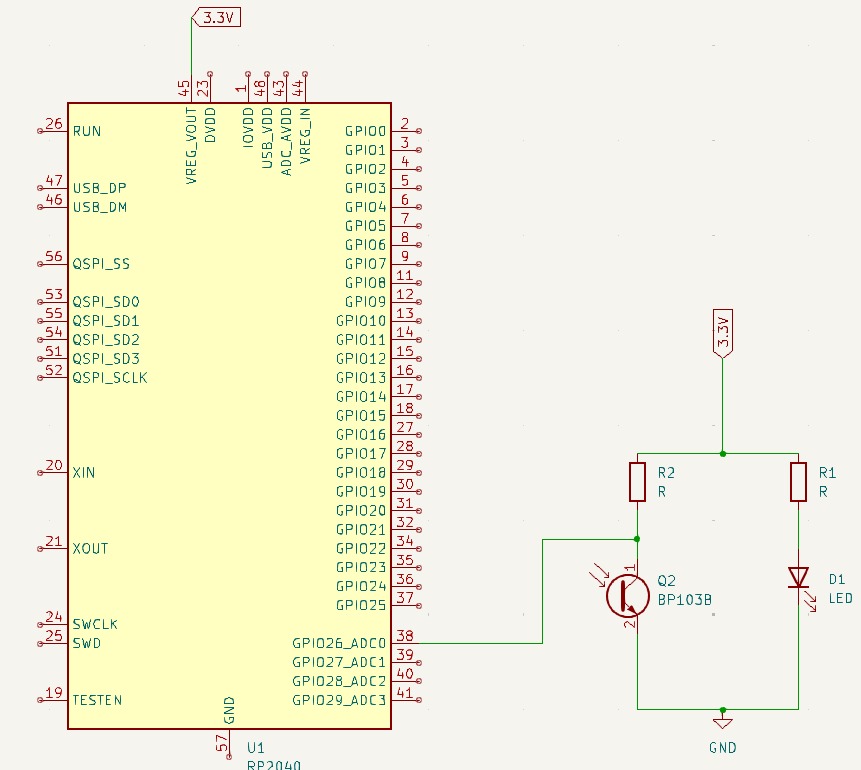 3.3V
45
23
1
48
43
44
VREG_VOUT
DVDD
IOVDD
USB_VDD
ADC_AVDD
VREG_IN
26 RUN
47 USB_DP
46 USB_DM
56 QSPI_SS
53 QSPI_SD0
55 QSPI_SD1
54 QSPI_SD2
51 QSPI_SD3
52 QSPI_SCLK
20 XIN
21 XOUT
24 SWCLK
25 SWD
19 TESTEN
GPIO0 2
GPIO1 3
GPIO2 4
GPIO3 5
GPIO4 6
GPIO5 7
GPIO6 8
GPIO7 9
GPIO8 11
GPIO9 12
GPIO10 13
GPIO11 14
GPIO12 15
GPIO13 16
GPIO14 17
GPIO15 18
GPIO16 27
GPIO17 28
GPIO18 29
GPIO19 30
GPIO20 31
GPIO21 32
GPIO22 34
GPIO23 35
GPIO24 36
GPIO25 37
GPIO26_ADC0 38
GPIO27_ADC1 39
GPIO28_ADC2 40
GPIO29_ADC3 41
GND
57
U1
RP2040
3.3V
R2
R
R1
R
1
Q2
BP103B
2
D1
LED
GND